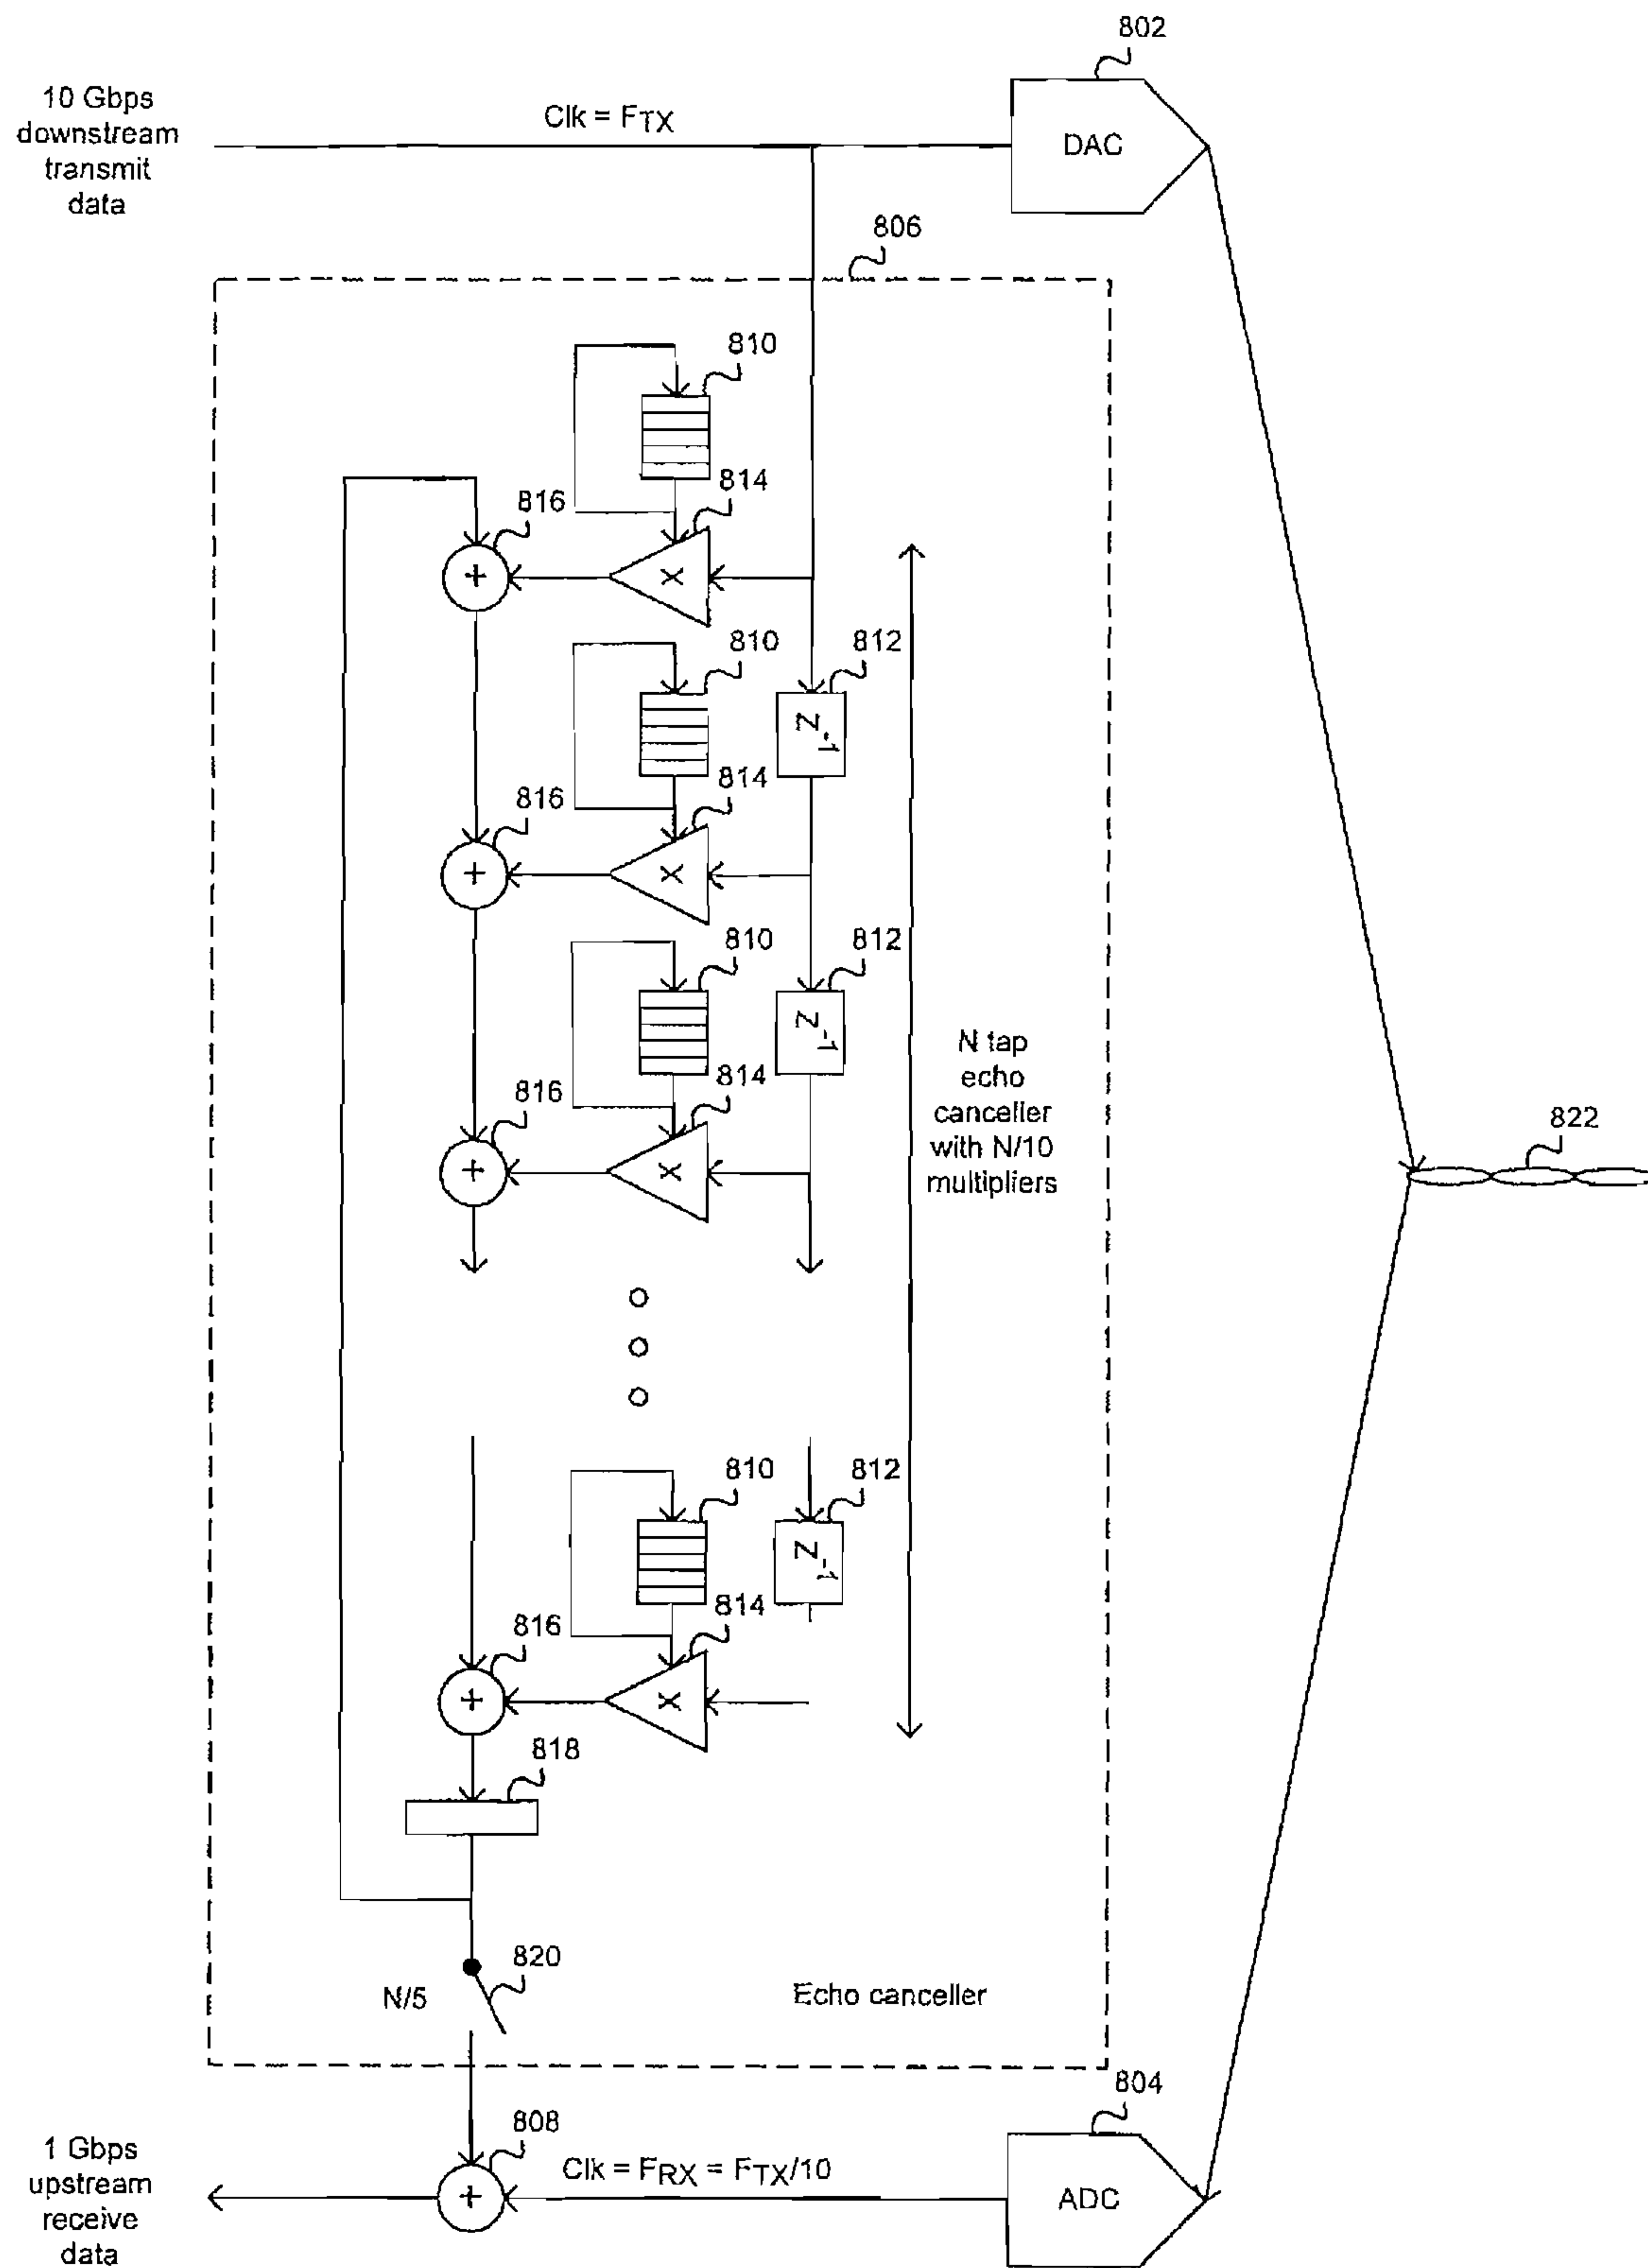 802
10 Gbps
downstream
transmit
data
Clk = FTX
DAC
806
810
814
816
X
+
810
812
Z-1
814
816
X
+
810
812
Z-1
814
816
X
+
N tap
echo
canceller
with N/10
multipliers
822
810
812
Z-1
814
816
X
+
818
820
N/5
Echo canceller
804
808
1 Gbps
upstream
receive
data
+
Clk = FRX = FTX/10
ADC